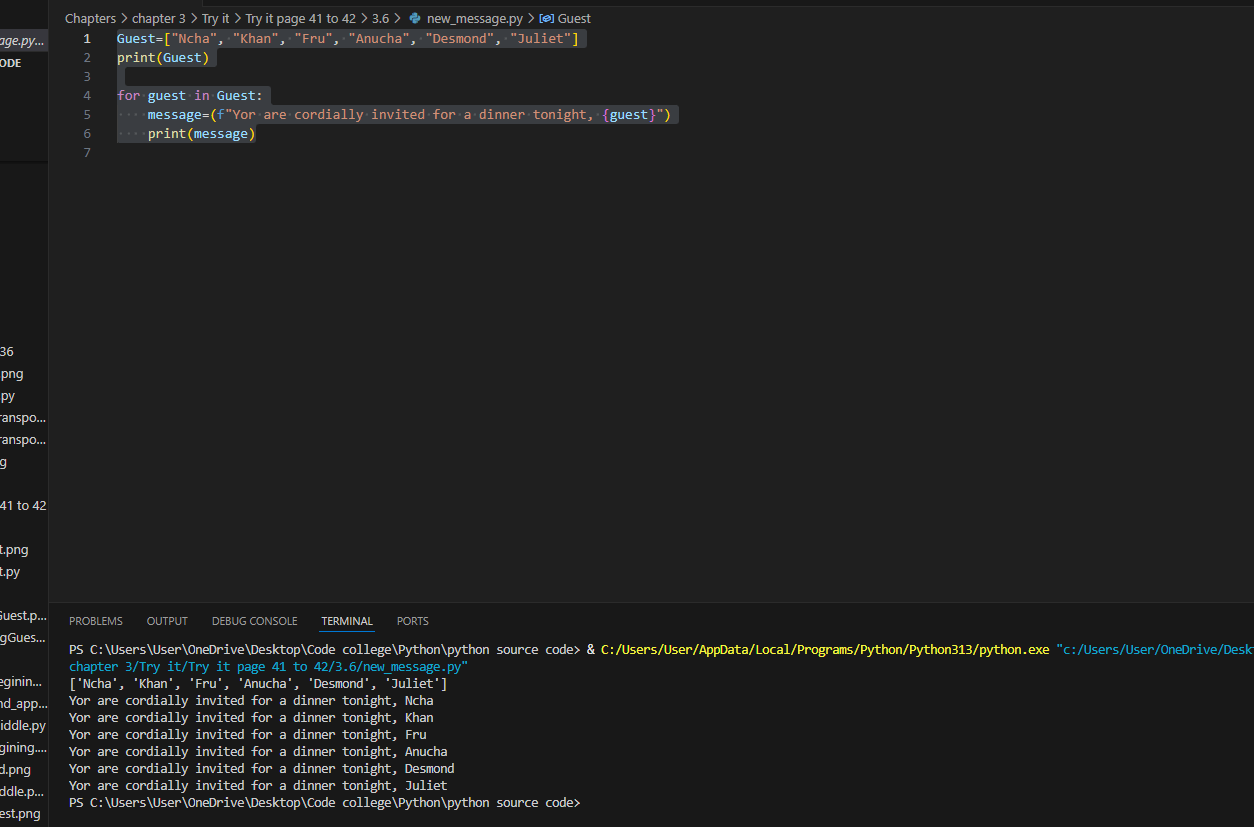 Chapters > chapter 3 > Try it > Try it page 41 to 42 > 3.6 > new_message.py > Guest
age.py...
ODE
1 Guest=["Ncha", "Khan", "Fru", "Anucha", "Desmond", "Juliet"]
2 print(Guest)
3
4 for guest in Guest:
5     message=(f"Yor are cordially invited for a dinner tonight, {guest}")
6     print(message)
7
36
png
py
ranspo...
ranspo...
g
41 to 42
t.png
t.py
Guest.p...
gGues...
egining...
nd_app...
iddle.py
gining....
d.png
ddle.p...
est.png
PROBLEMS OUTPUT DEBUG CONSOLE TERMINAL PORTS
PS C:\Users\User\OneDrive\Desktop\Code college\Python\python source code> & C:/Users/User/AppData/Local/Programs/Python/Python313/python.exe "c:/Users/User/OneDrive/Deskt
chapter 3/Try it/Try it page 41 to 42/3.6/new_message.py"
['Ncha', 'Khan', 'Fru', 'Anucha', 'Desmond', 'Juliet']
Yor are cordially invited for a dinner tonight, Ncha
Yor are cordially invited for a dinner tonight, Khan
Yor are cordially invited for a dinner tonight, Fru
Yor are cordially invited for a dinner tonight, Anucha
Yor are cordially invited for a dinner tonight, Desmond
Yor are cordially invited for a dinner tonight, Juliet
PS C:\Users\User\OneDrive\Desktop\Code college\Python\python source code>